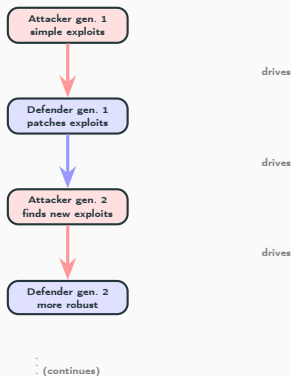 Attacker gen. 1
simple exploits
drives
Defender gen. 1
patches exploits
drives
Attacker gen. 2
finds new exploits
drives
Defender gen. 2
more robust
⋮ (continues)